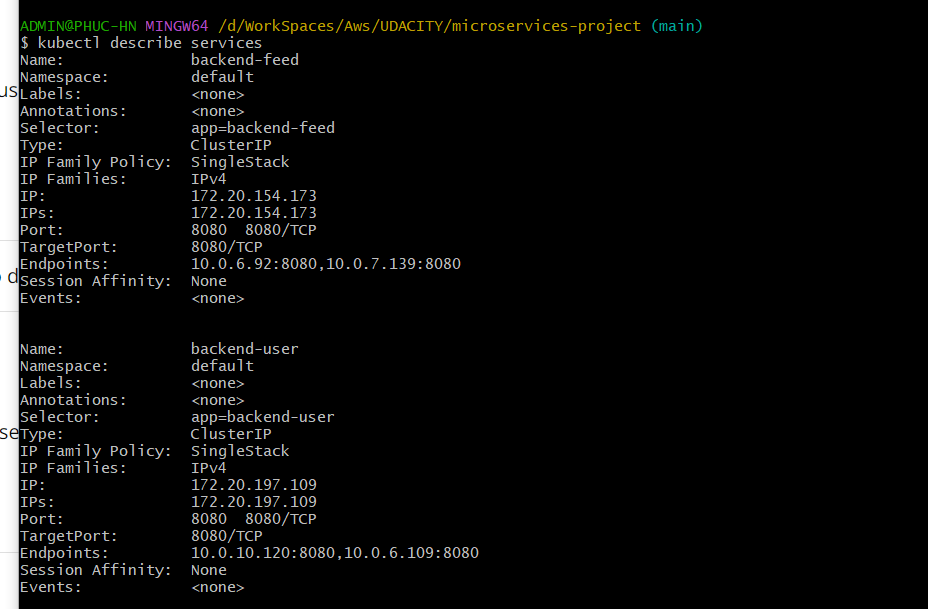 ADMIN@PHUC-HN MINGW64 /d/WorkSpaces/Aws/UDACITY/microservices-project (main)
$ kubectl describe services
Name:              backend-feed
Namespace:         default
us
Labels:            <none>
Annotations:       <none>
Selector:          app=backend-feed
Type:              ClusterIP
IP Family Policy:  SingleStack
IP Families:       IPv4
IP:                172.20.154.173
IPs:               172.20.154.173
Port:              8080  8080/TCP
TargetPort:        8080/TCP
Endpoints:         10.0.6.92:8080,10.0.7.139:8080
d
Session Affinity:  None
Events:            <none>
Name:              backend-user
Namespace:         default
Labels:            <none>
Annotations:       <none>
Selector:          app=backend-user
se
Type:              ClusterIP
IP Family Policy:  SingleStack
IP Families:       IPv4
IP:                172.20.197.109
IPs:               172.20.197.109
Port:              8080  8080/TCP
TargetPort:        8080/TCP
Endpoints:         10.0.10.120:8080,10.0.6.109:8080
Session Affinity:  None
Events:            <none>